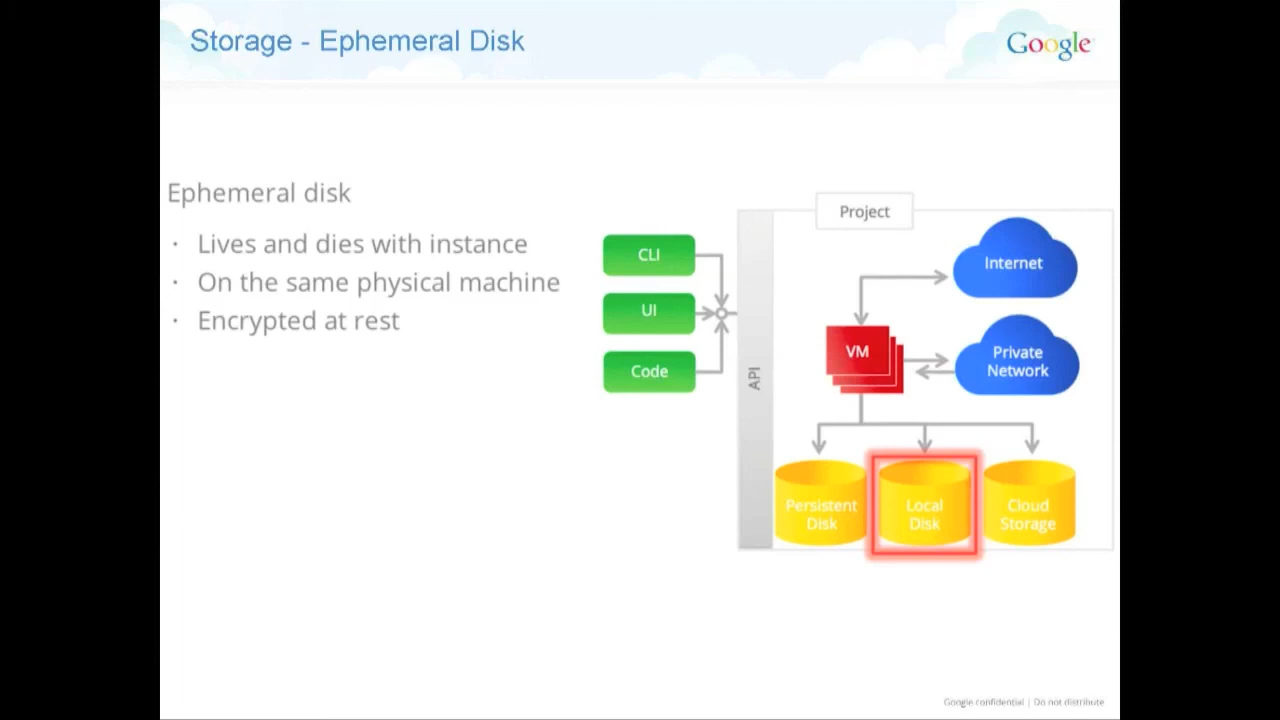 Storage - Ephemeral Disk
Google
Ephemeral disk
· Lives and dies with instance
· On the same physical machine
· Encrypted at rest
CLI
UI
Code
API
Project
Internet
VM
Private
Network
Persistent
Disk
Local
Disk
Cloud
Storage
Google confidential | Do not distribute